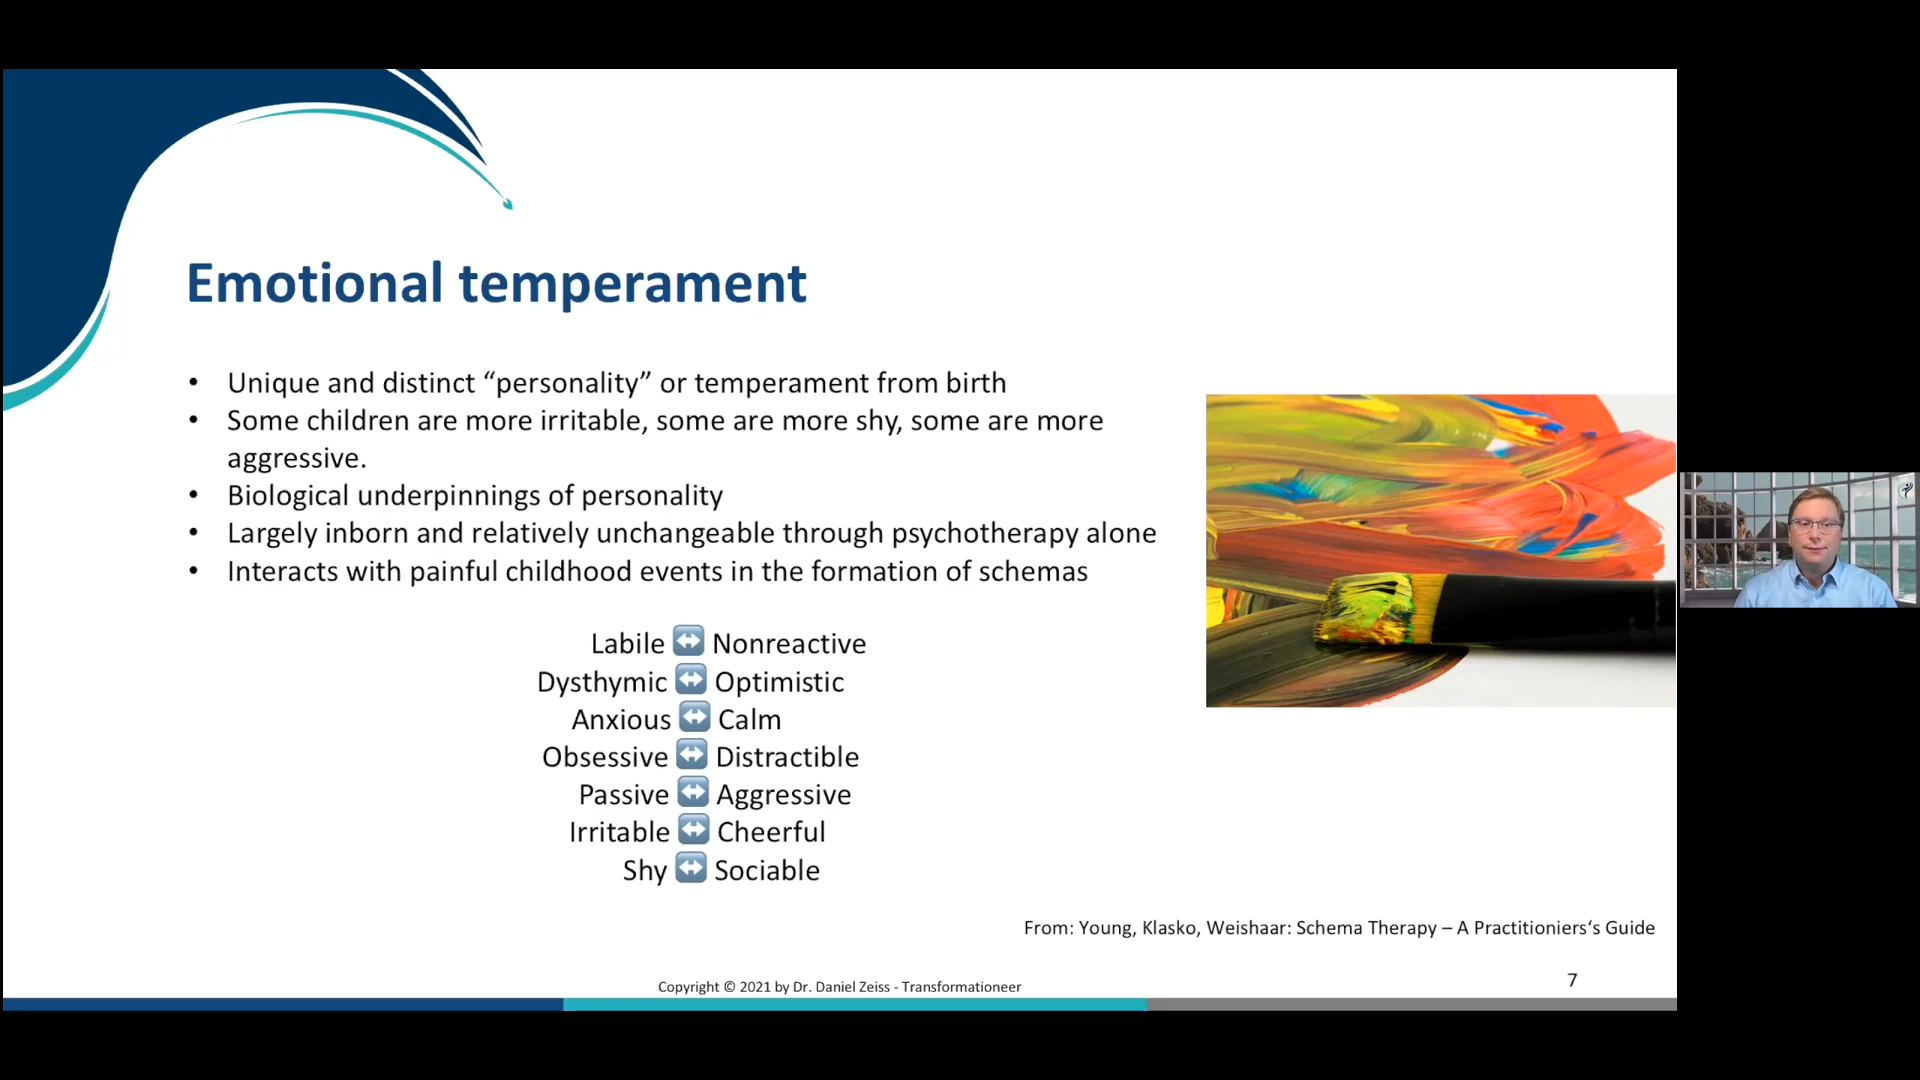 Emotional temperament
• Unique and distinct “personality” or temperament from birth
• Some children are more irritable, some are more shy, some are more
aggressive.
• Biological underpinnings of personality
• Largely inborn and relatively unchangeable through psychotherapy alone
• Interacts with painful childhood events in the formation of schemas
Labile ↔ Nonreactive
Dysthymic ↔ Optimistic
Anxious ↔ Calm
Obsessive ↔ Distractible
Passive ↔ Aggressive
Irritable ↔ Cheerful
Shy ↔ Sociable
From: Young, Klasko, Weishaar: Schema Therapy – A Practitioniers‘s Guide
Copyright © 2021 by Dr. Daniel Zeiss - Transformationeer
7